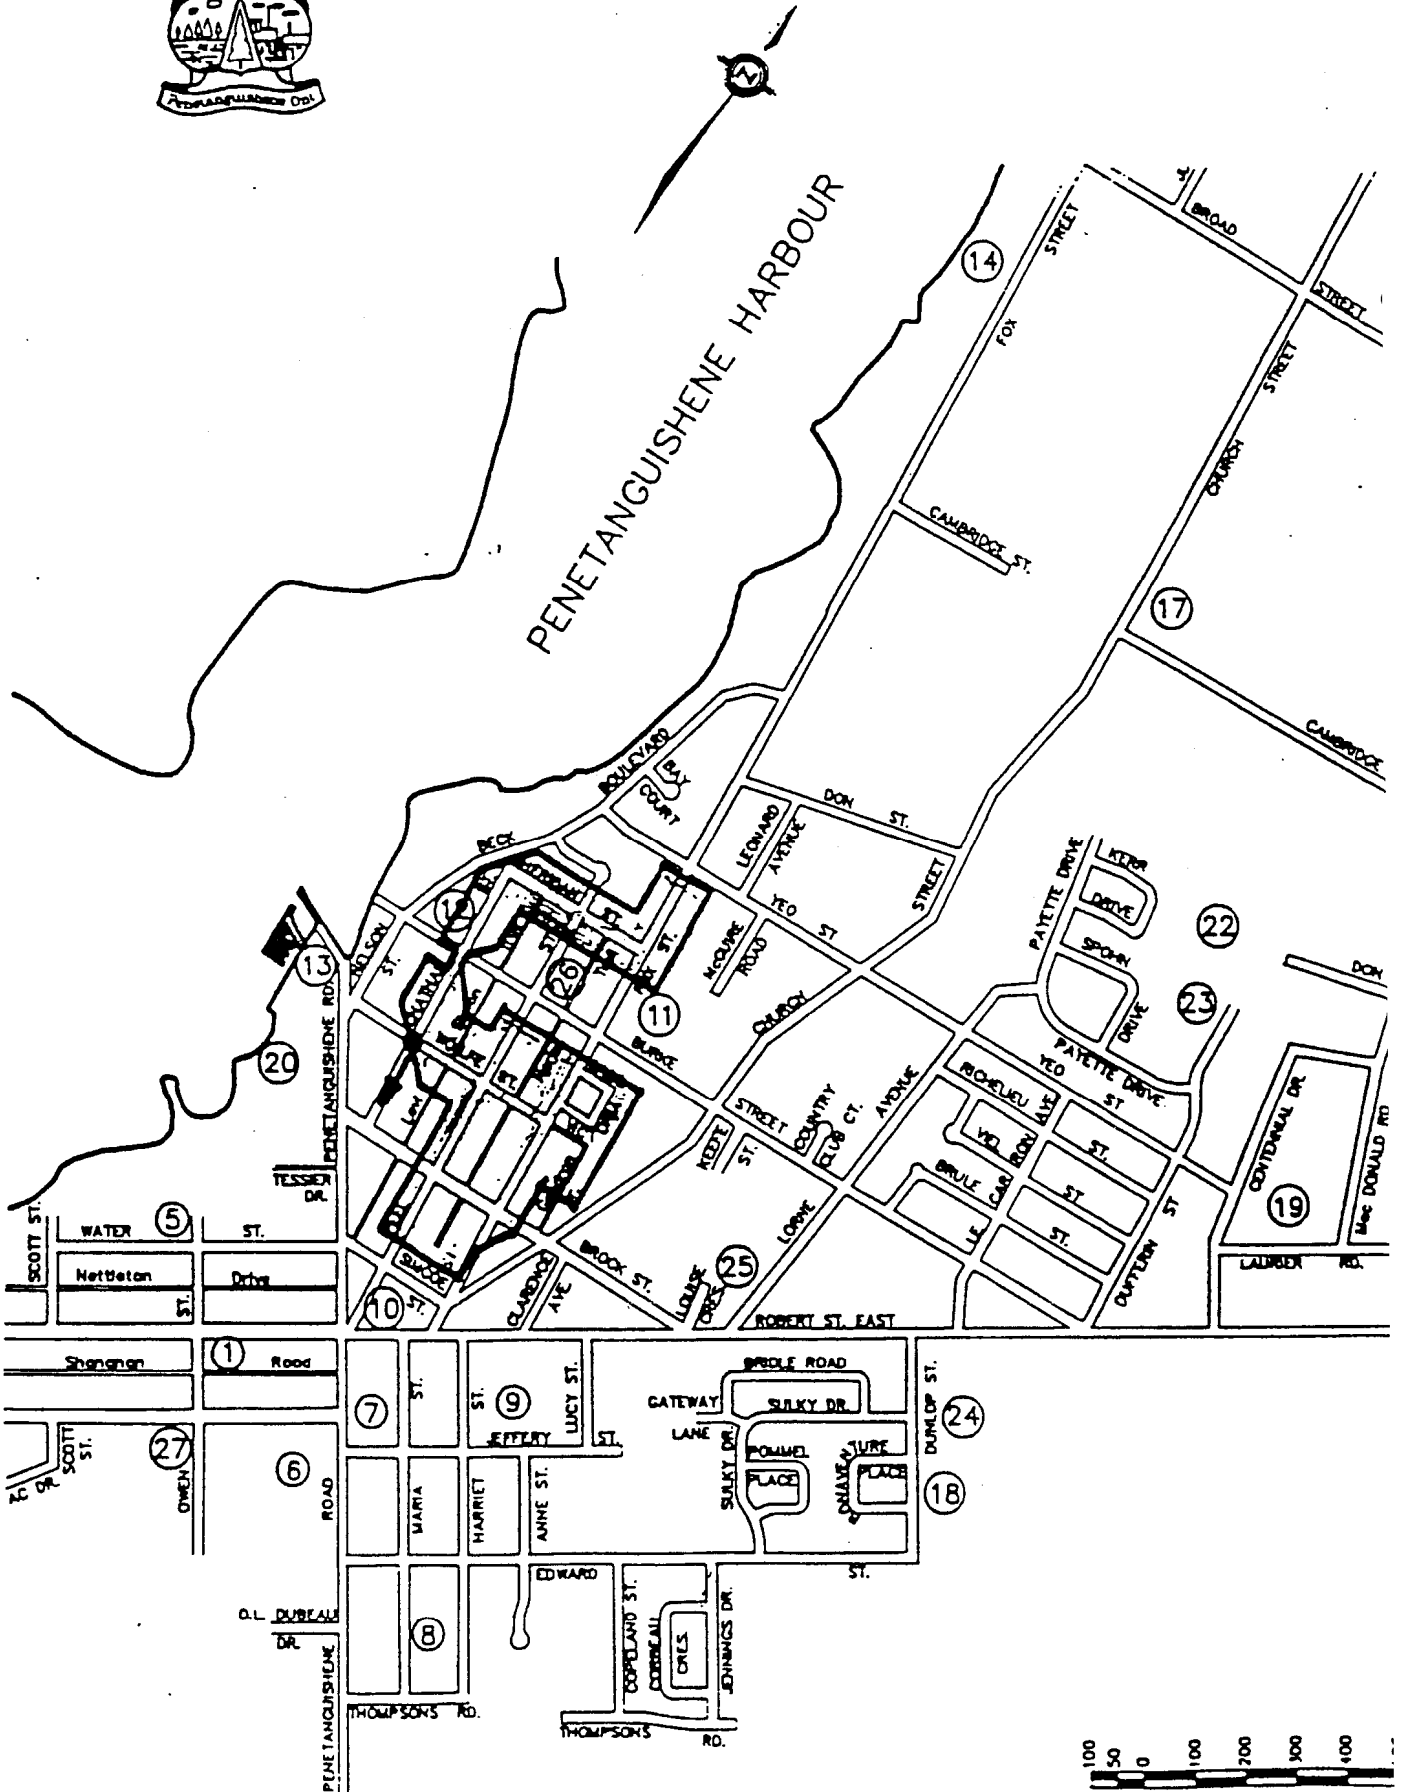 N
PENETANGUISHENE HARBOUR
14
BROAD
STREET
STREET
FOX
STREET
CHURCH
CAMBRIDGE ST.
17
CAMBRIDGE
BOULEVARD
BAY
COURT
BECK
DON
ST.
LEONARD
AVENUE
STREET
YEO
ST
McGUIRE
ROAD
CHURCH
PAYETTE DRIVE
KERR
DRIVE
SPOHN
DRIVE
22
23
DON
NELSON
ST.
13
20
26
ST.
11
BURKE
STREET
PAYETTE DRIVE
YEO
ST
RICHELIEU
AVE
VIEL
RON
BRULE
CAR
LE
ST.
ST
ST.
DUFFERIN
ST
CENTENNIAL DR.
19
Mac DONALD RD
LAURIER RD.
PENETANGUISHENE RD.
TESSIER
DR.
KEEFE
ST.
COUNTRY
CLUB CT.
AVENUE
LORNE
SCOTT ST.
WATER
5
ST.
Nettleton
Drive
ST.
SIMCOE
ST.
10
CLARENCE
AVE
BROCK ST.
LOUISE
CRES.
25
ROBERT ST. EAST
Shanahan
1
Road
7
ST.
ST.
9
LUCY ST.
JEFFERY
ST.
BRIDLE ROAD
GATEWAY
LANE
SULKY DR.
SULKY DR.
POMMEL
PLACE
BONAVENTURE
PLACE
DUNLOP ST.
24
18
SCOTT
ST.
27
OWEN
6
ROAD
MARIA
HARRIET
ANNE ST.
EDWARD
ST.
D.L. DUBEAU
DR.
8
COPELAND ST.
CORBEAU
CRES.
JENNINGS DR.
PENETANGUISHENE
THOMPSONS RD.
THOMPSONS
RD.
100
50
0
100
200
300
400